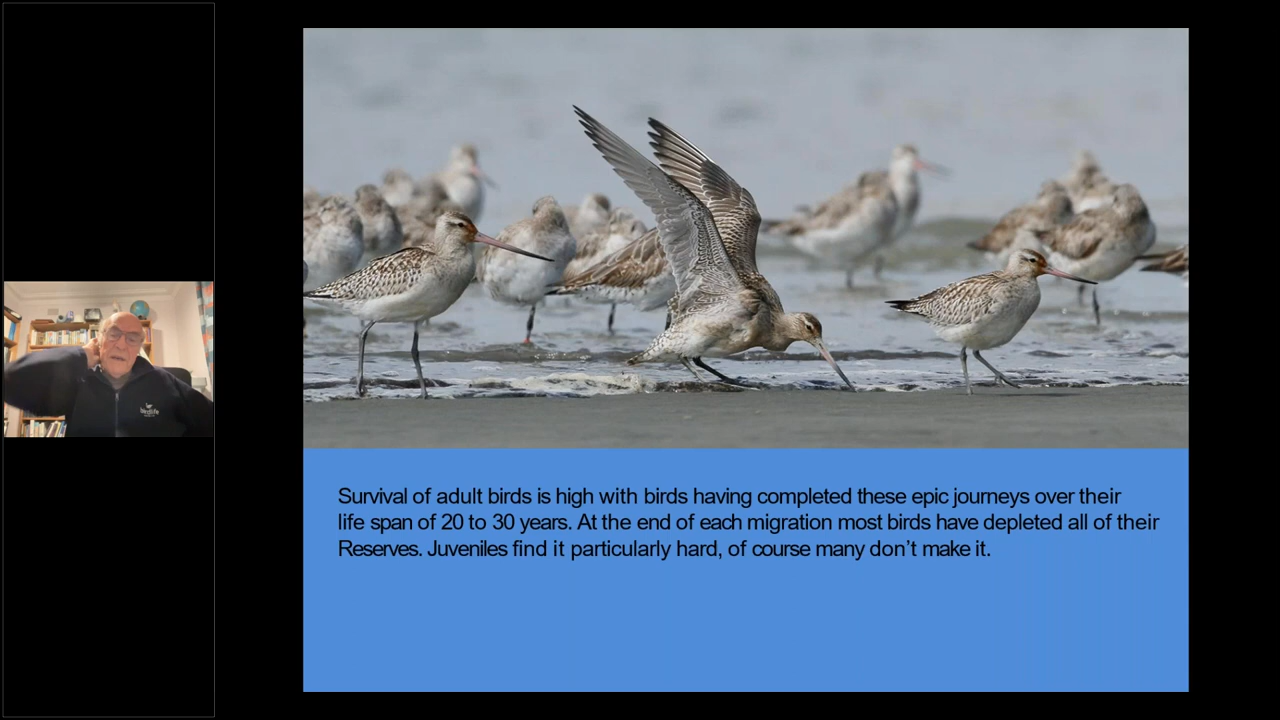 Survival of adult birds is high with birds having completed these epic journeys over their
life span of 20 to 30 years. At the end of each migration most birds have depleted all of their
Reserves. Juveniles find it particularly hard, of course many don’t make it.
birdlife